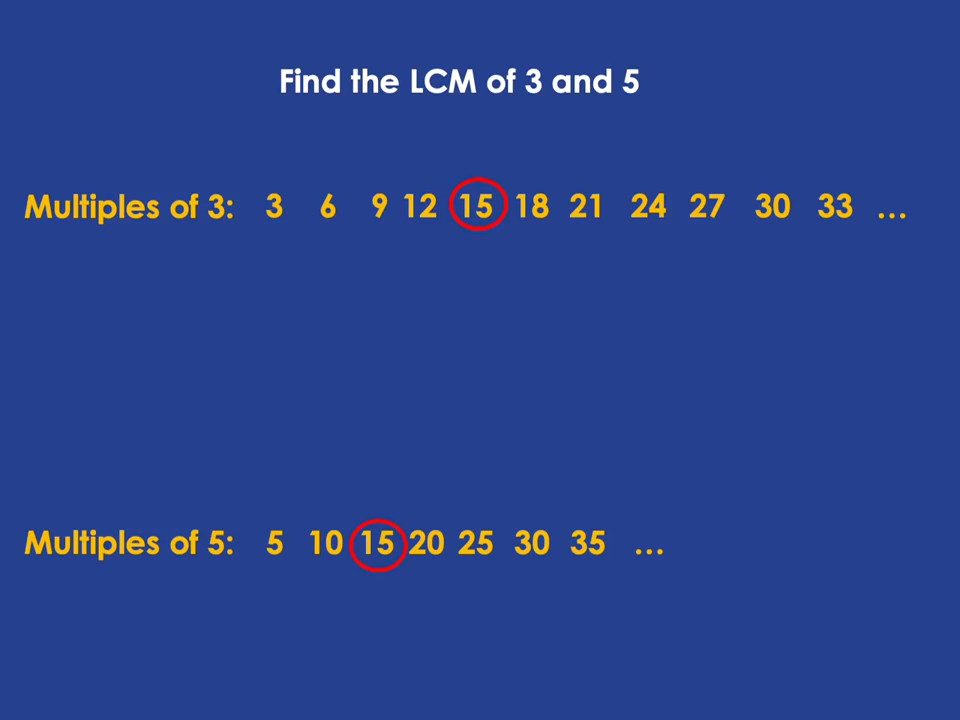 Find the LCM of 3 and 5
Multiples of 3: 3 6 9 12 15 18 21 24 27 30 33 ...
Multiples of 5: 5 10 15 20 25 30 35 ...